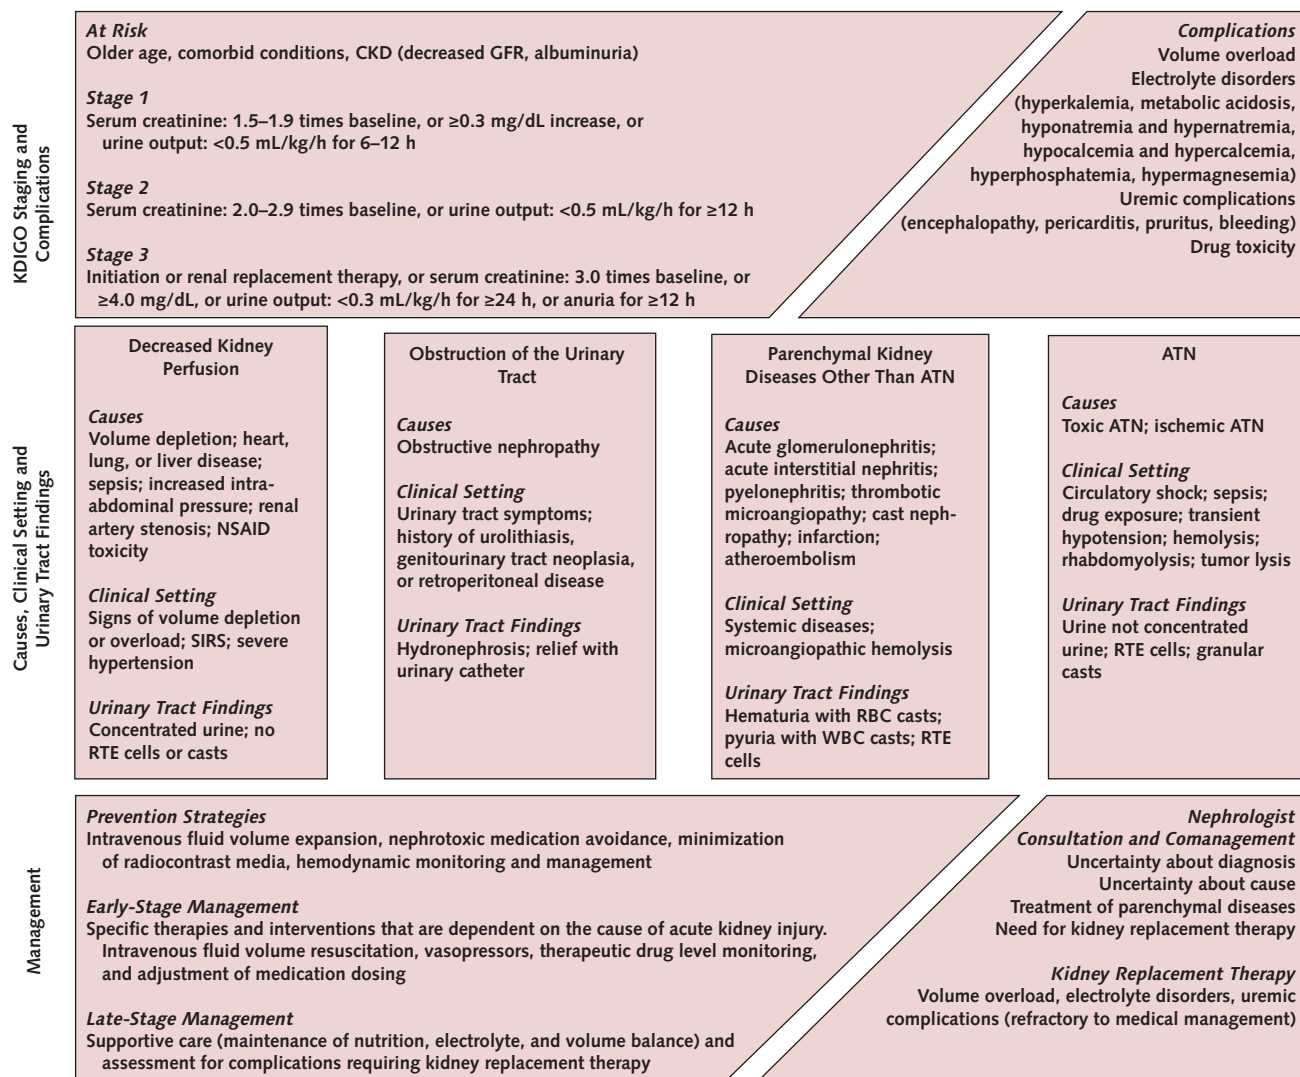 KDIGO Staging and
Complications
At Risk
Older age, comorbid conditions, CKD (decreased GFR, albuminuria)
Stage 1
Serum creatinine: 1.5–1.9 times baseline, or ≥0.3 mg/dL increase, or
urine output: <0.5 mL/kg/h for 6–12 h
Stage 2
Serum creatinine: 2.0–2.9 times baseline, or urine output: <0.5 mL/kg/h for ≥12 h
Stage 3
Initiation or renal replacement therapy, or serum creatinine: 3.0 times baseline, or
≥4.0 mg/dL, or urine output: <0.3 mL/kg/h for ≥24 h, or anuria for ≥12 h
Complications
Volume overload
Electrolyte disorders
(hyperkalemia, metabolic acidosis,
hyponatremia and hypernatremia,
hypocalcemia and hypercalcemia,
hyperphosphatemia, hypermagnesemia)
Uremic complications
(encephalopathy, pericarditis, pruritus, bleeding)
Drug toxicity
Causes, Clinical Setting and
Urinary Tract Findings
Decreased Kidney
Perfusion
Causes
Volume depletion; heart,
lung, or liver disease;
sepsis; increased intra-
abdominal pressure; renal
artery stenosis; NSAID
toxicity
Clinical Setting
Signs of volume depletion
or overload; SIRS; severe
hypertension
Urinary Tract Findings
Concentrated urine; no
RTE cells or casts
Obstruction of the Urinary
Tract
Causes
Obstructive nephropathy
Clinical Setting
Urinary tract symptoms;
history of urolithiasis,
genitourinary tract neoplasia,
or retroperitoneal disease
Urinary Tract Findings
Hydronephrosis; relief with
urinary catheter
Parenchymal Kidney
Diseases Other Than ATN
Causes
Acute glomerulonephritis;
acute interstitial nephritis;
pyelonephritis; thrombotic
microangiopathy; cast neph-
ropathy; infarction;
atheroembolism
Clinical Setting
Systemic diseases;
microangiopathic hemolysis
Urinary Tract Findings
Hematuria with RBC casts;
pyuria with WBC casts; RTE
cells
ATN
Causes
Toxic ATN; ischemic ATN
Clinical Setting
Circulatory shock; sepsis;
drug exposure; transient
hypotension; hemolysis;
rhabdomyolysis; tumor lysis
Urinary Tract Findings
Urine not concentrated
urine; RTE cells; granular
casts
Management
Prevention Strategies
Intravenous fluid volume expansion, nephrotoxic medication avoidance, minimization
of radiocontrast media, hemodynamic monitoring and management
Early-Stage Management
Specific therapies and interventions that are dependent on the cause of acute kidney injury.
Intravenous fluid volume resuscitation, vasopressors, therapeutic drug level monitoring,
and adjustment of medication dosing
Late-Stage Management
Supportive care (maintenance of nutrition, electrolyte, and volume balance) and
assessment for complications requiring kidney replacement therapy
Nephrologist
Consultation and Comanagement
Uncertainty about diagnosis
Uncertainty about cause
Treatment of parenchymal diseases
Need for kidney replacement therapy
Kidney Replacement Therapy
Volume overload, electrolyte disorders, uremic
complications (refractory to medical management)